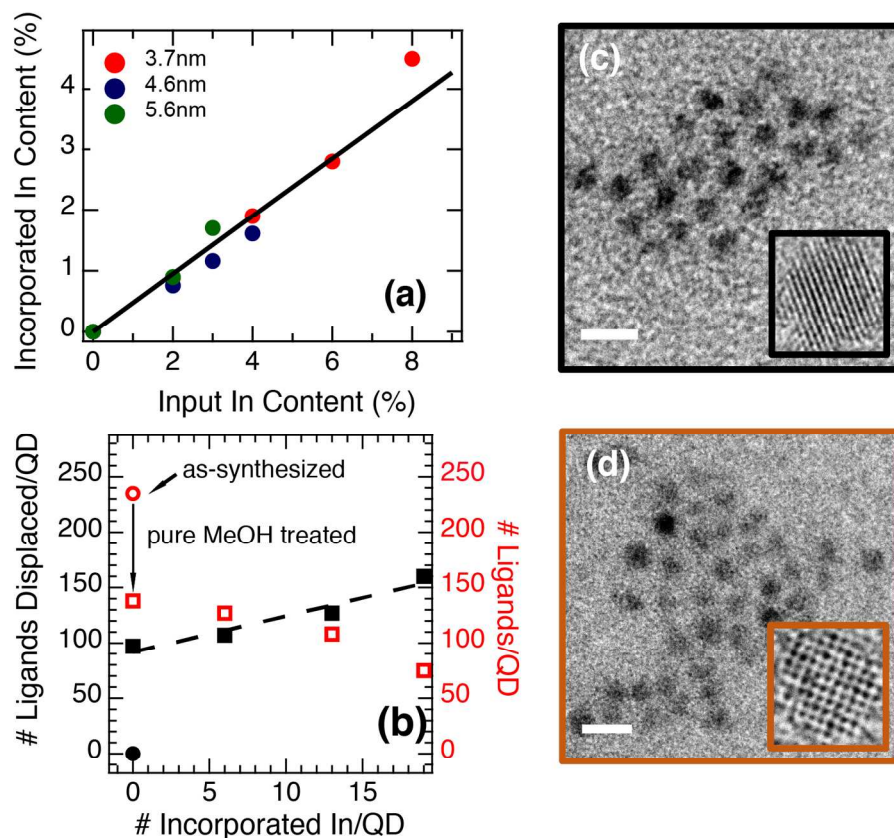 Incorporated In Content (%)
4
3
2
1
0
3.7nm
4.6nm
5.6nm
(a)
0 2 4 6 8
Input In Content (%)
# Ligands Displaced/QD
250
200
150
100
50
0
as-synthesized
pure MeOH treated
(b)
250
200
150
100
50
0
# Ligands/QD
0 5 10 15
# Incorporated In/QD
(c)
(d)